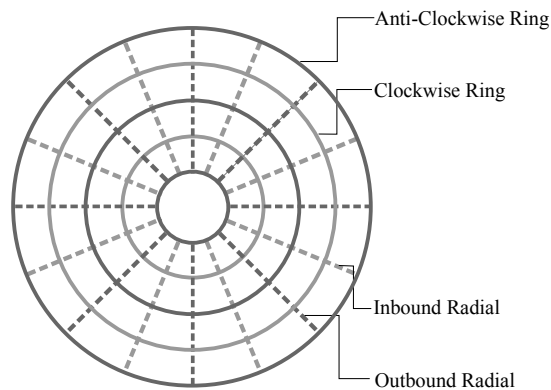 Anti-Clockwise Ring
Clockwise Ring
Inbound Radial
Outbound Radial